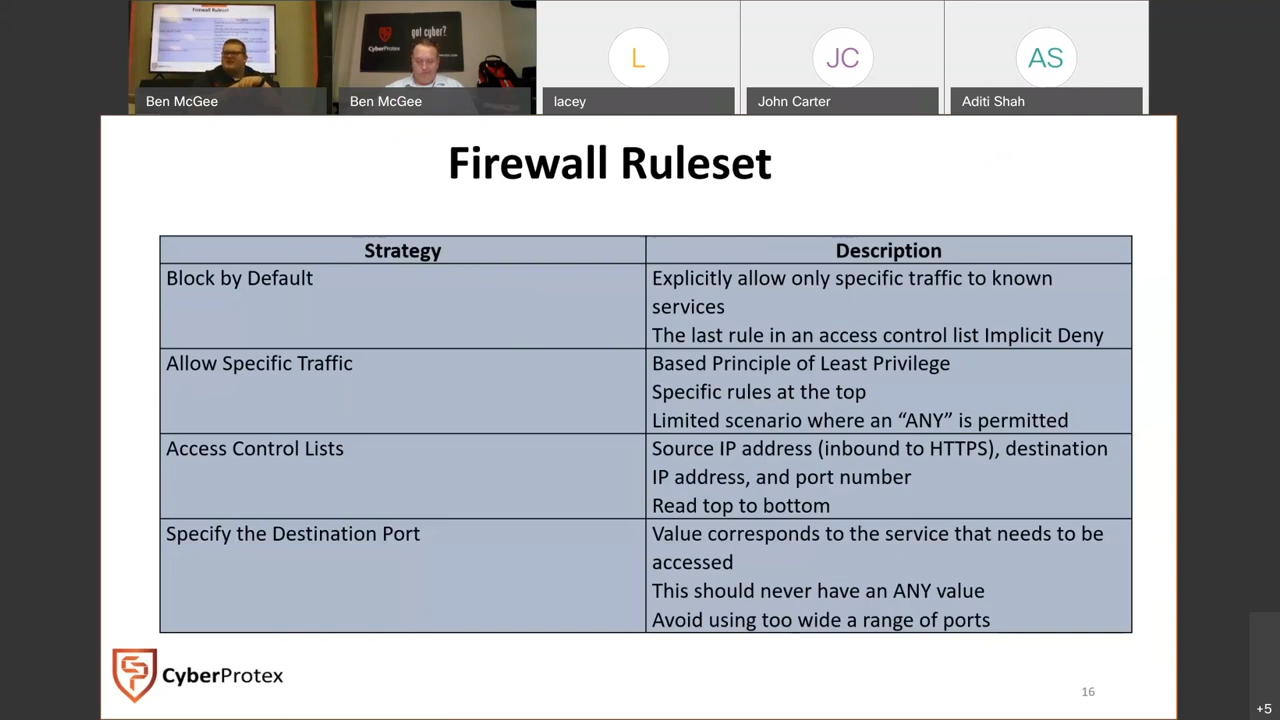 Firewall Ruleset
got cyber?
CyberProtex
L
JC
AS
Ben McGee
Ben McGee
lacey
John Carter
Aditi Shah
Firewall Ruleset
Strategy
Description
Block by Default
Explicitly allow only specific traffic to known
services
The last rule in an access control list Implicit Deny
Allow Specific Traffic
Based Principle of Least Privilege
Specific rules at the top
Limited scenario where an “ANY” is permitted
Access Control Lists
Source IP address (inbound to HTTPS), destination
IP address, and port number
Read top to bottom
Specify the Destination Port
Value corresponds to the service that needs to be
accessed
This should never have an ANY value
Avoid using too wide a range of ports
CyberProtex
16
+5